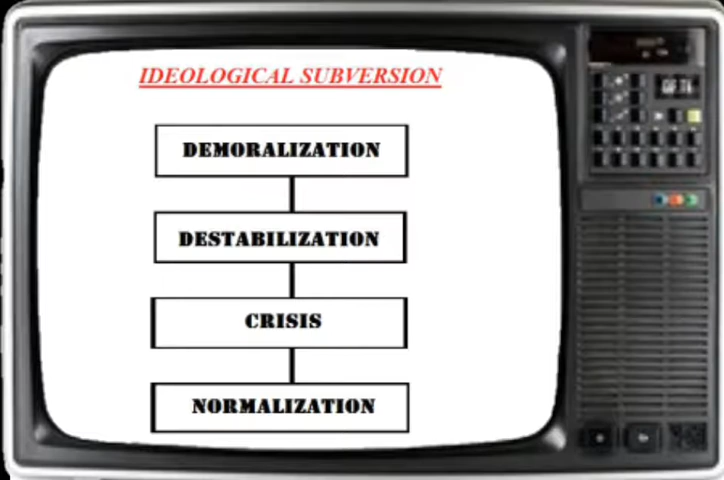 IDEOLOGICAL SUBVERSION
DEMORALIZATION
DESTABILIZATION
CRISIS
NORMALIZATION